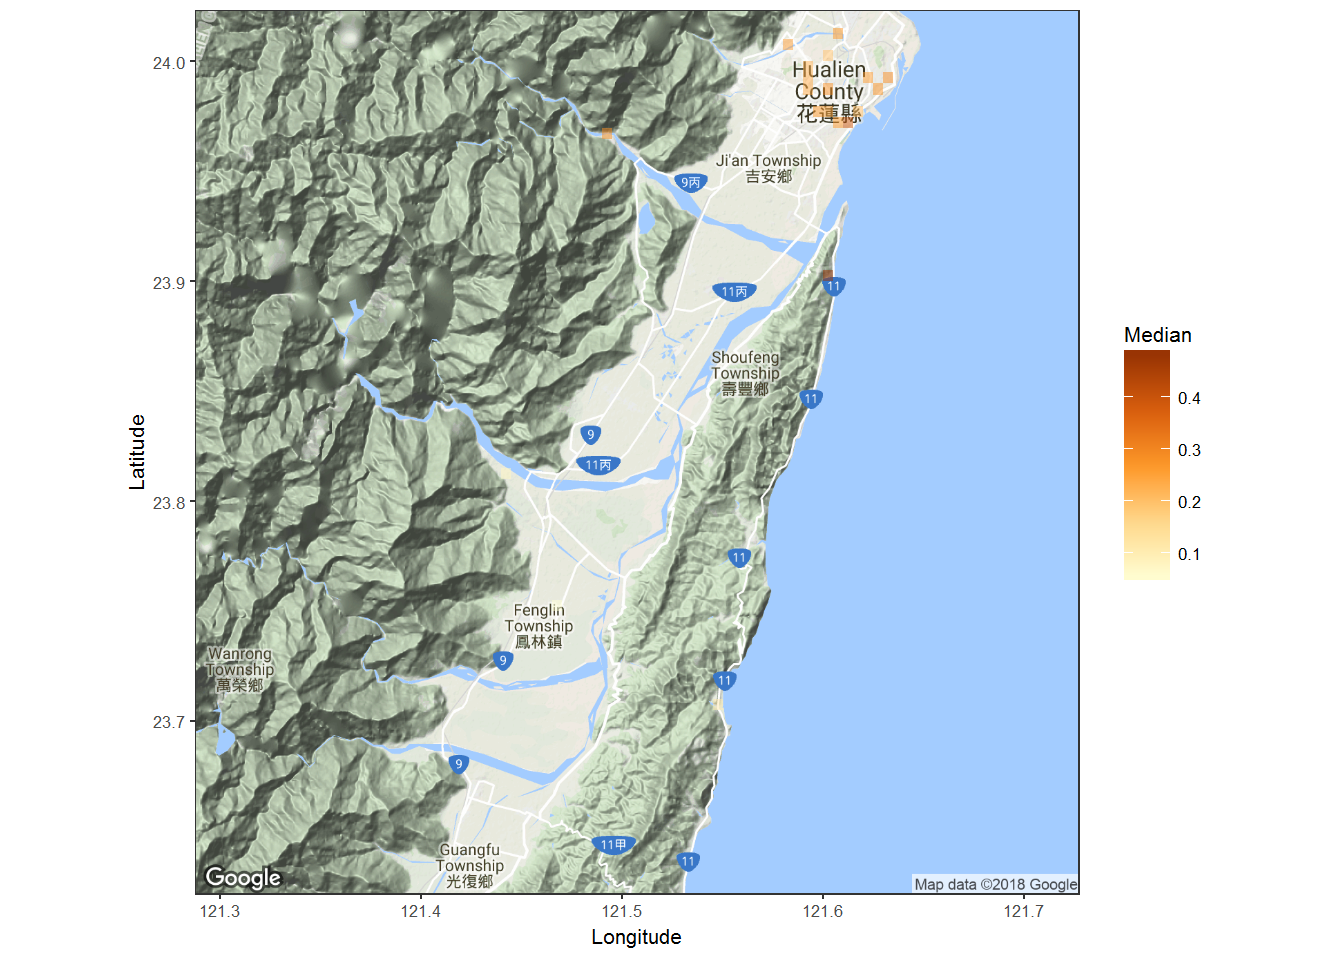 24.0
23.9
23.8
23.7
Latitude
Hualien
County
花蓮縣
Ji'an Township
吉安鄉
9丙
11丙
11
Shoufeng
Township
壽豐鄉
11
9
11丙
11
Fenglin
Township
鳳林鎮
9
Wanrong
Township
萬榮鄉
11
9
11甲
Guangfu
Township
光復鄉
11
Google
Map data ©2018 Google
121.3
121.4
121.5
121.6
121.7
Longitude
Median
0.4
0.3
0.2
0.1